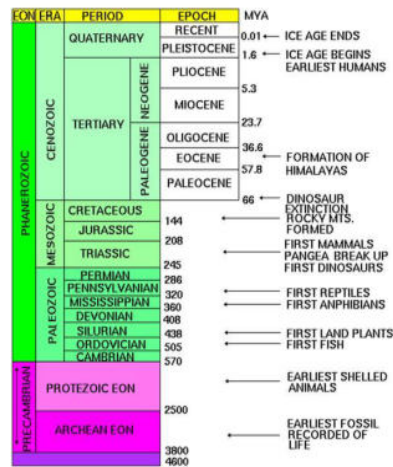 EON ERA PERIOD EPOCH MYA
QUATERNARY RECENT
0.01 ICE AGE ENDS
PLEISTOCENE
1.6 ICE AGE BEGINS
EARLIEST HUMANS
PHANEROZOIC CENOZOIC TERTIARY NEOGENE PLIOCENE
5.3
MIOCENE
23.7
PALEOGENE OLIGOCENE
36.6
EOCENE FORMATION OF
HIMALAYAS
57.8
PALEOCENE
66 DINOSAUR
EXTINCTION
MESOZOIC CRETACEOUS ROCKY MTS.
FORMED
144
JURASSIC
208
TRIASSIC FIRST MAMMALS
PANGEA BREAK UP
FIRST DINOSAURS
245
PALEOZOIC PERMIAN
286
PENNSYLVANIAN FIRST REPTILES
320
MISSISSIPPIAN FIRST ANPHIBIANS
360
DEVONIAN
408
SILURIAN FIRST LAND PLANTS
438
ORDOVICIAN FIRST FISH
505
CAMBRIAN
570
PRECAMBRIAN PROTEZOIC EON EARLIEST SHELLED
ANIMALS
2500
ARCHEAN EON EARLIEST FOSSIL
RECORDED OF
LIFE
3800
4600